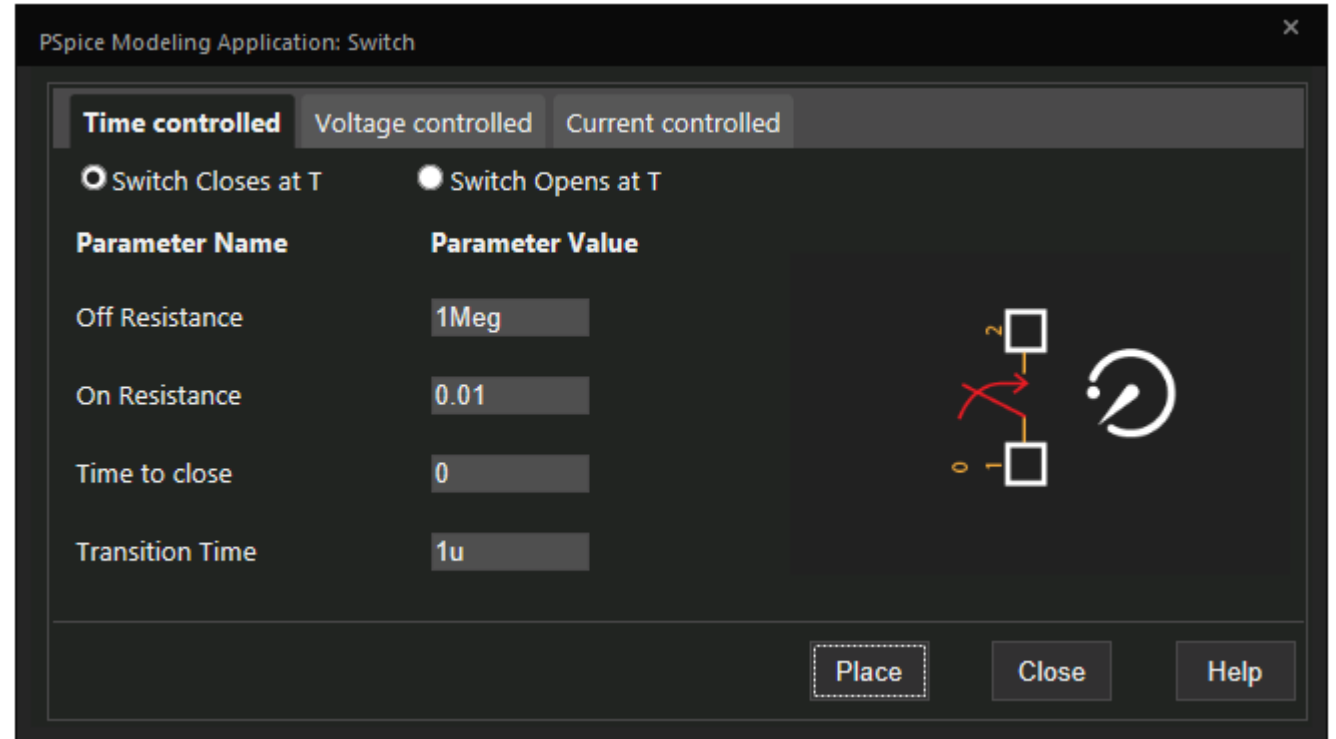 PSpice Modeling Application: Switch
Time controlled Voltage controlled Current controlled
Switch Closes at T Switch Opens at T
Parameter Name Parameter Value
Off Resistance 1Meg
On Resistance 0.01
Time to close 0
Transition Time 1u
2
0 1
Place Close Help